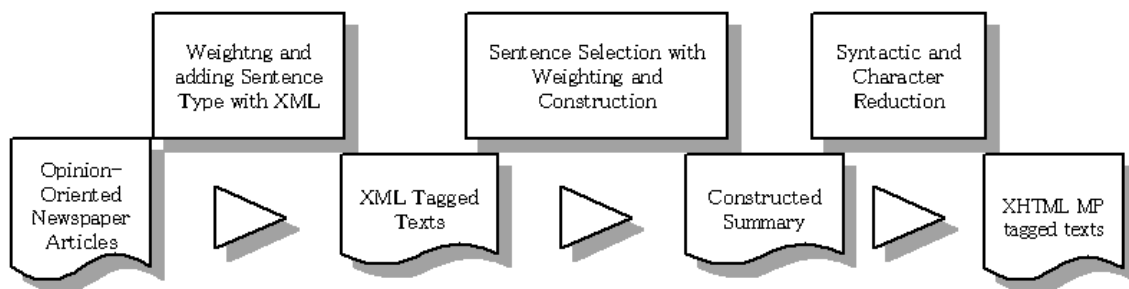 Weightng and
adding Sentence
Type with XML
Sentence Selection with
Weighting and
Construction
Syntactic and
Character
Reduction
Opinion-
Oriented
Newspaper
Articles
XML Tagged
Texts
Constructed
Summary
XHTML MP
tagged texts